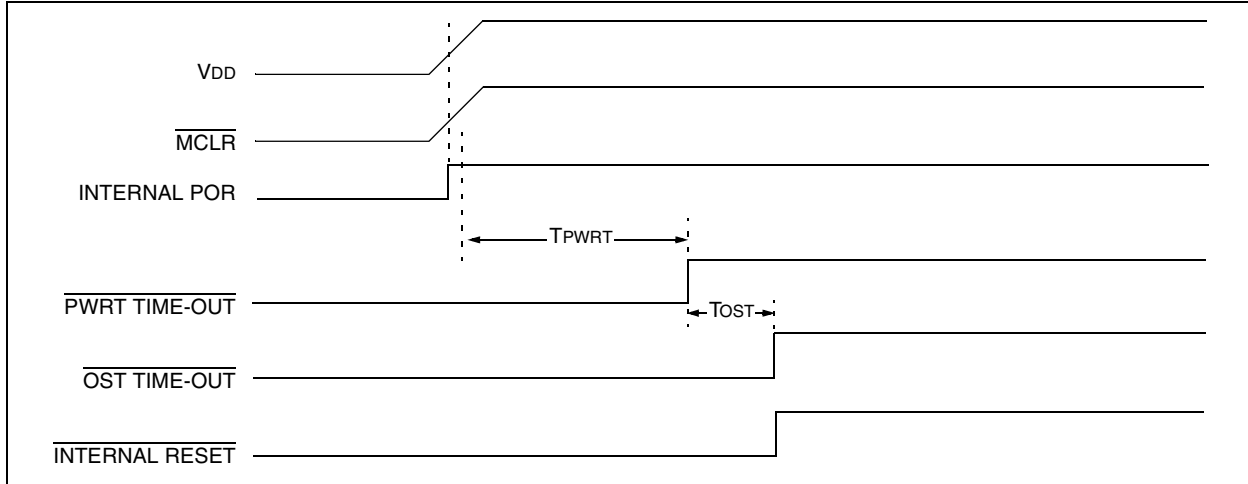 VDD
MCLR
INTERNAL POR
TPWRT
PWRT TIME-OUT
TOST
OST TIME-OUT
INTERNAL RESET